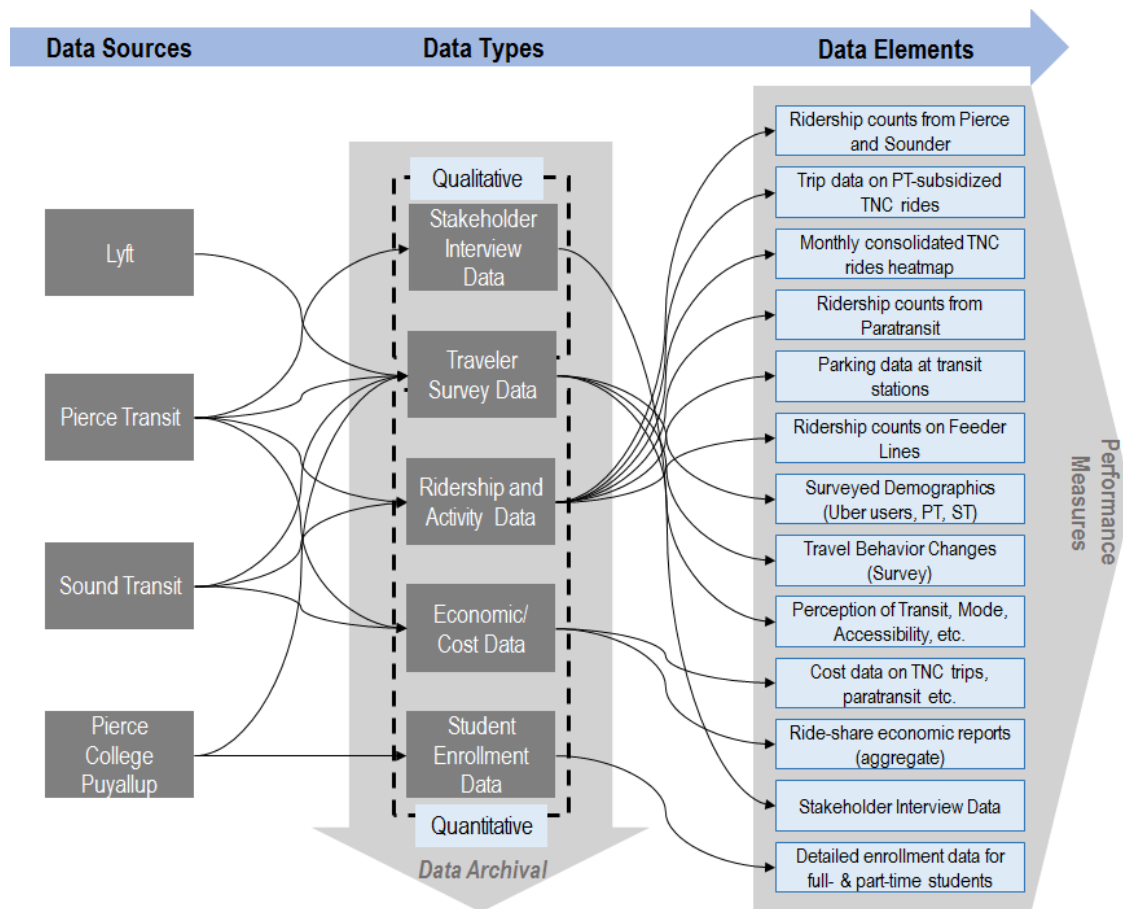 Data Sources
Data Types
Data Elements
Lyft
Pierce Transit
Sound Transit
Pierce
College
Puyallup
Qualitative
Stakeholder
Interview
Data
Traveler
Survey Data
Ridership and
Activity Data
Economic/
Cost Data
Student
Enrollment
Data
Quantitative
Data Archival
Ridership counts from Pierce
and Sounder
Trip data on PT-subsidized
TNC rides
Monthly consolidated TNC
rides heatmap
Ridership counts from
Paratransit
Parking data at transit
stations
Ridership counts on Feeder
Lines
Surveyed Demographics
(Uber users, PT, ST)
Travel Behavior Changes
(Survey)
Perception of Transit, Mode,
Accessibility, etc.
Cost data on TNC trips,
paratransit etc.
Ride-share economic reports
(aggregate)
Stakeholder Interview Data
Detailed enrollment data for
full- & part-time students
Performance
Measures